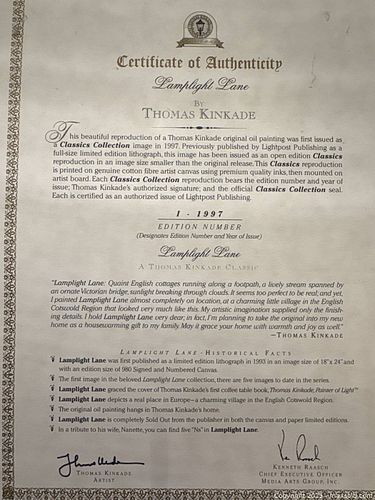 Certificate of Authenticity
Lamplight Lane
BY
THOMAS KINKADE
This beautiful reproduction of a Thomas Kinkade original oil painting was first issued as
a Classics Collection image in 1997. Previously published by Lightpost Publishing as a
full-size limited edition lithograph, this image has been issued as an open edition Classics
reproduction in an image size smaller than the original release. This Classics reproduction
is printed on genuine cotton fibre artist canvas using premium quality inks, then mounted on
artist board. Each Classics Collection reproduction bears the edition number and year of
issue; Thomas Kinkade's authorized signature; and the official Classics Collection seal.
Each is certified as an authorized issue of Lightpost Publishing.
1 - 1997
EDITION NUMBER
(Designates Edition Number and Year of Issue)
Lamplight Lane
A THOMAS KINKADE CLASSIC
"Lamplight Lane: Quaint English cottages running along a footpath, a lively stream spanned by
an ornate Victorian bridge, sunlight breaking through clouds. It seems too perfect to be real; and yet,
I painted Lamplight Lane almost completely on location, at a charming little village in the English
Cotswold Region that looked very much like this. My artistic imagination supplied only the finish-
ing details. I hold Lamplight Lane very dear; in fact, I'm planning to take the original into my new
home as a housewarming gift to my family. May it grace your home with warmth and joy as well."
—THOMAS KINKADE
LAMPLIGHT LANE - HISTORICAL FACTS
Lamplight Lane was first published as a limited edition lithograph in 1993 in an image size of 18" x 24" and
with an edition size of 980 Signed and Numbered Canvas.
The first image in the beloved Lamplight Lane collection, there are five images to date in the series.
Lamplight Lane graced the cover of Thomas Kinkade's first coffee table book, Thomas Kinkade, Painter of Light™
Lamplight Lane depicts a real place in Europe—a charming village in the English Cotswold Region.
The original oil painting hangs in Thomas Kinkade's home.
Lamplight Lane is completely Sold Out from the publisher in both the canvas and paper limited editions.
In a tribute to his wife, Nanette, you can find five "Ns" in Lamplight Lane.
THOMAS KINKADE
ARTIST
KENNETH RAASCH
CHIEF EXECUTIVE OFFICER
MEDIA ARTS GROUP, INC.